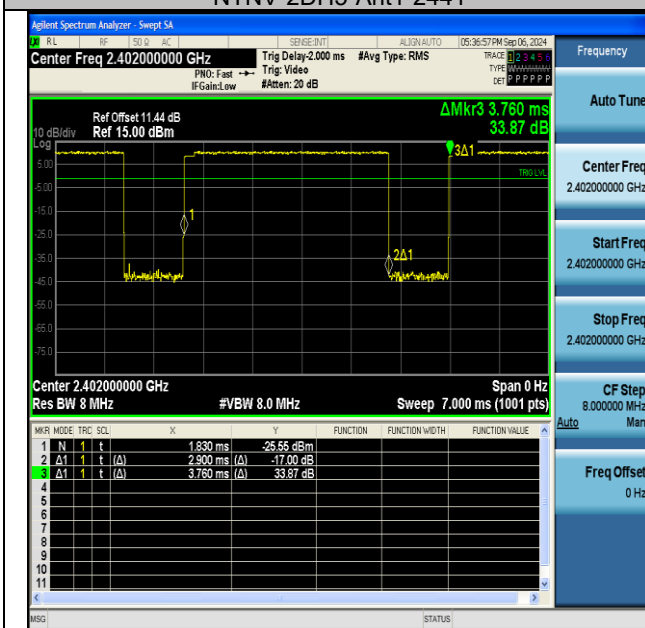 NTNV-2DH5-Ant1-2441
Agilent Spectrum Analyzer - Swept SA
RL RF 50 Ω AC SENSE:INT ALIGN AUTO 05:36:57 PM Sep 06, 2024
Center Freq 2.402000000 GHz
PNO: Fast
IFGain:Low
Trig Delay-2.000 ms
Trig: Video
#Atten: 20 dB
#Avg Type: RMS
TRACE 1 2 3 4 5 6
TYPE
DET P P P P P P
Ref Offset 11.44 dB
10 dB/div Ref 15.00 dBm
Log
ΔMkr3 3.760 ms
33.87 dB
5.00
-5.00
-15.0
-25.0
-35.0
-45.0
-55.0
-65.0
-75.0
3Δ1
TRIG LVL
1
2Δ1
Center 2.402000000 GHz Span 0 Hz
Res BW 8 MHz #VBW 8.0 MHz Sweep 7.000 ms (1001 pts)
MKR MODE TRC SCL X Y FUNCTION FUNCTION WIDTH FUNCTION VALUE
1 N 1 t 1.830 ms -25.55 dBm
2 Δ1 1 t (Δ) 2.900 ms (Δ) -17.00 dB
3 Δ1 1 t (Δ) 3.760 ms (Δ) 33.87 dB
4
5
6
7
8
9
10
11
MSG STATUS
Frequency
Auto Tune
Center Freq
2.402000000 GHz
Start Freq
2.402000000 GHz
Stop Freq
2.402000000 GHz
CF Step
8.000000 MHz
Auto Man
Freq Offset
0 Hz